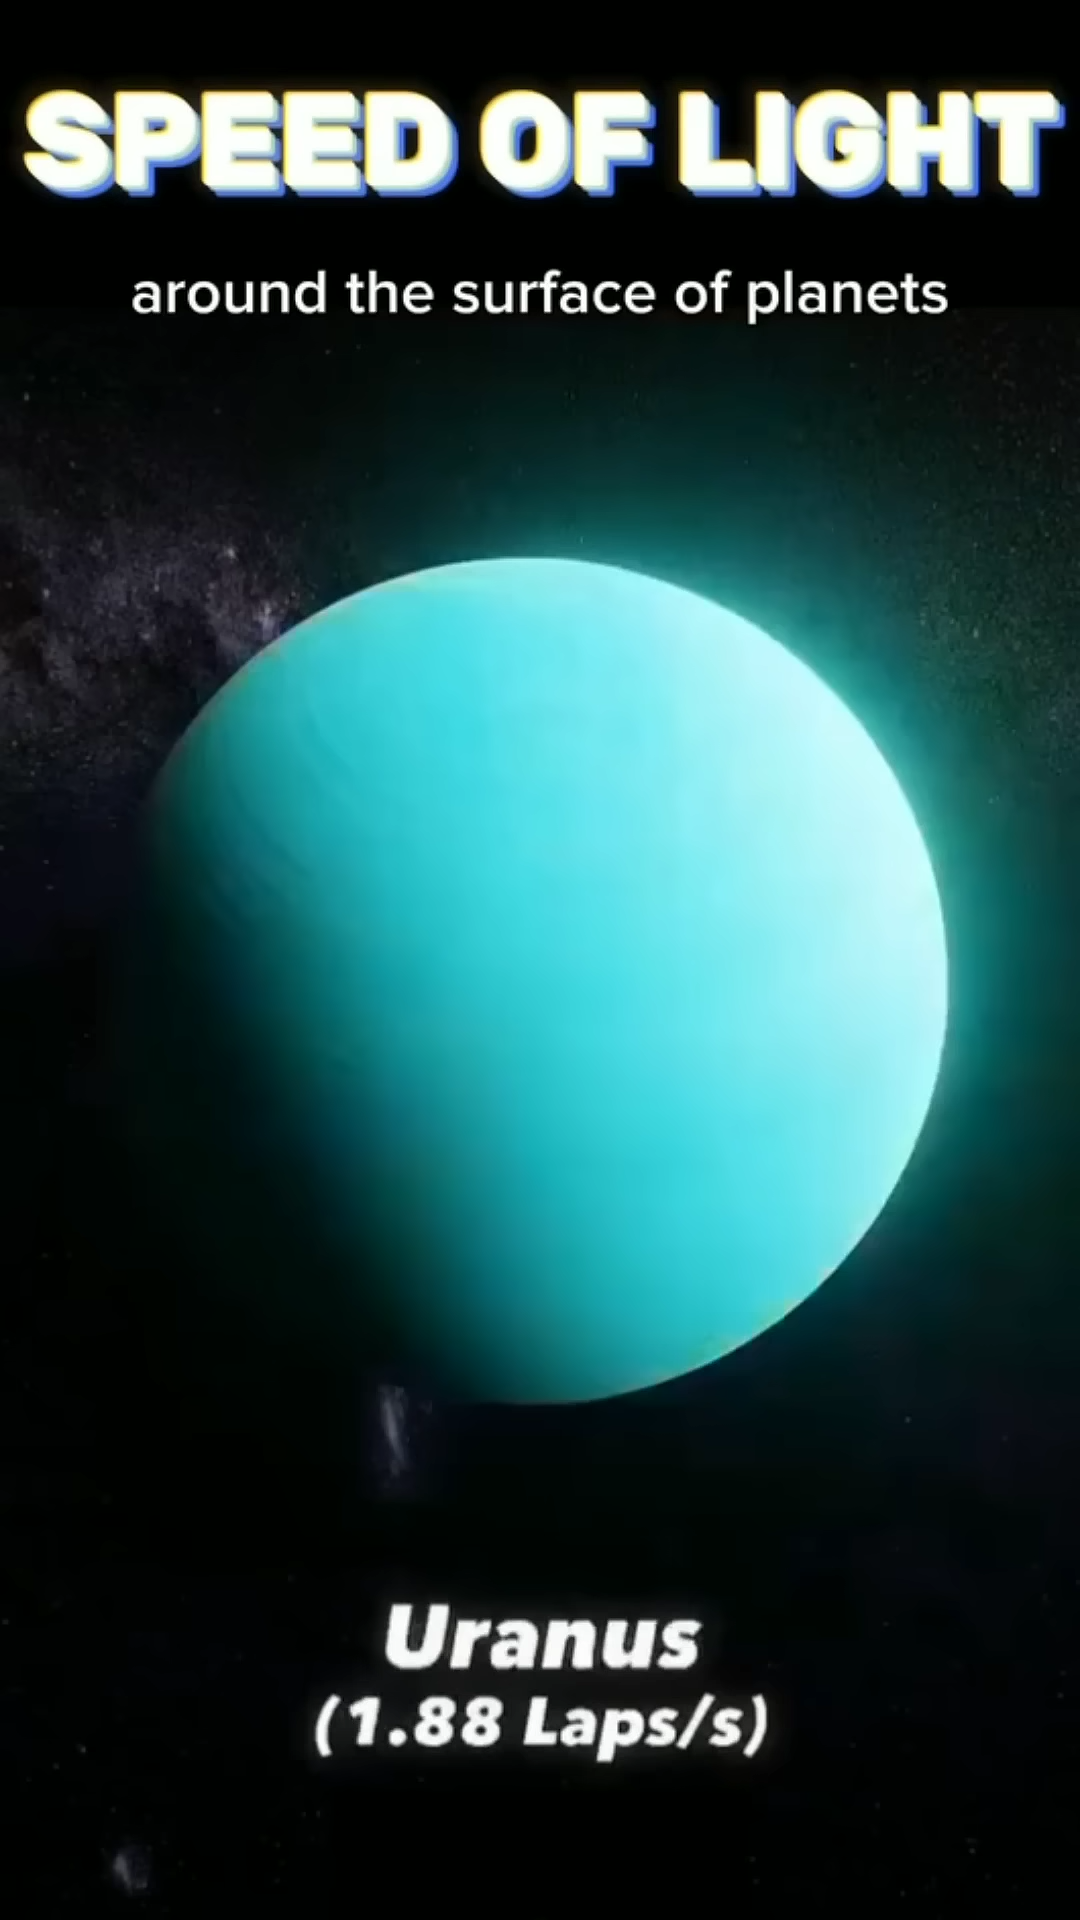 SPEED OF LIGHT
around the surface of planets
Uranus
(1.88 Laps/s)